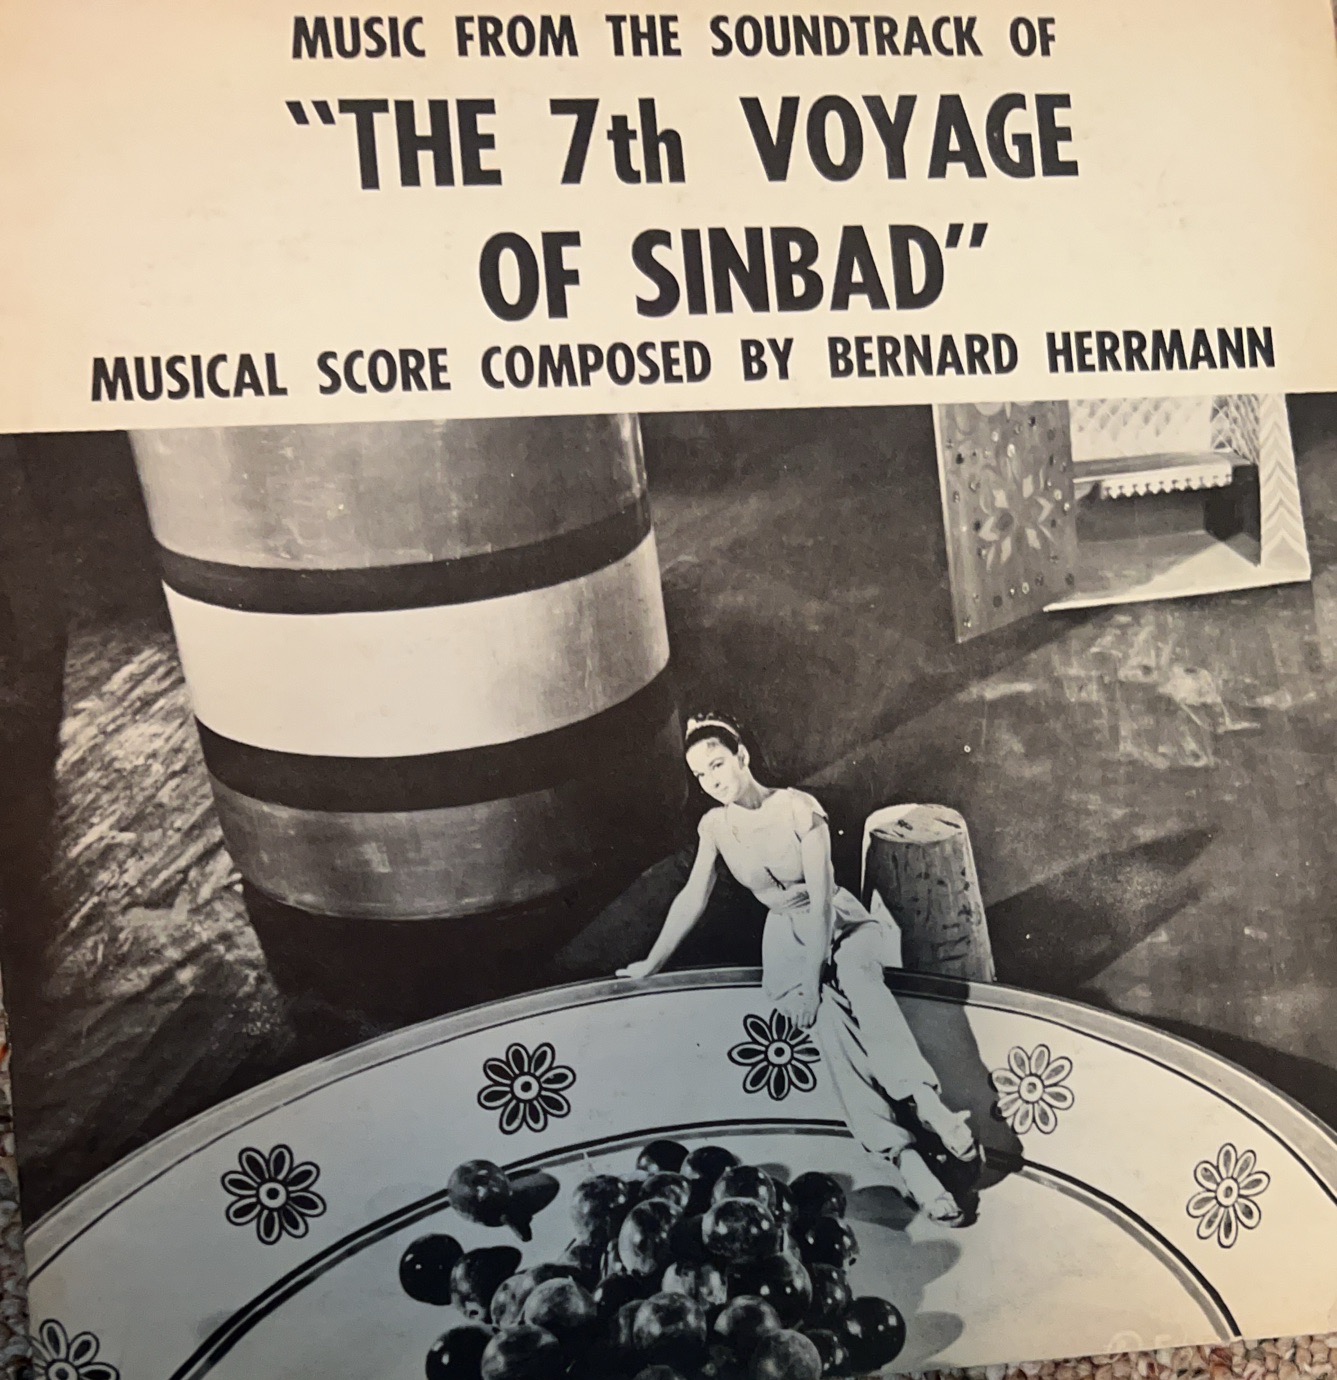 MUSIC FROM THE SOUNDTRACK OF
"THE 7th VOYAGE
OF SINBAD"
MUSICAL SCORE COMPOSED BY BERNARD HERRMANN